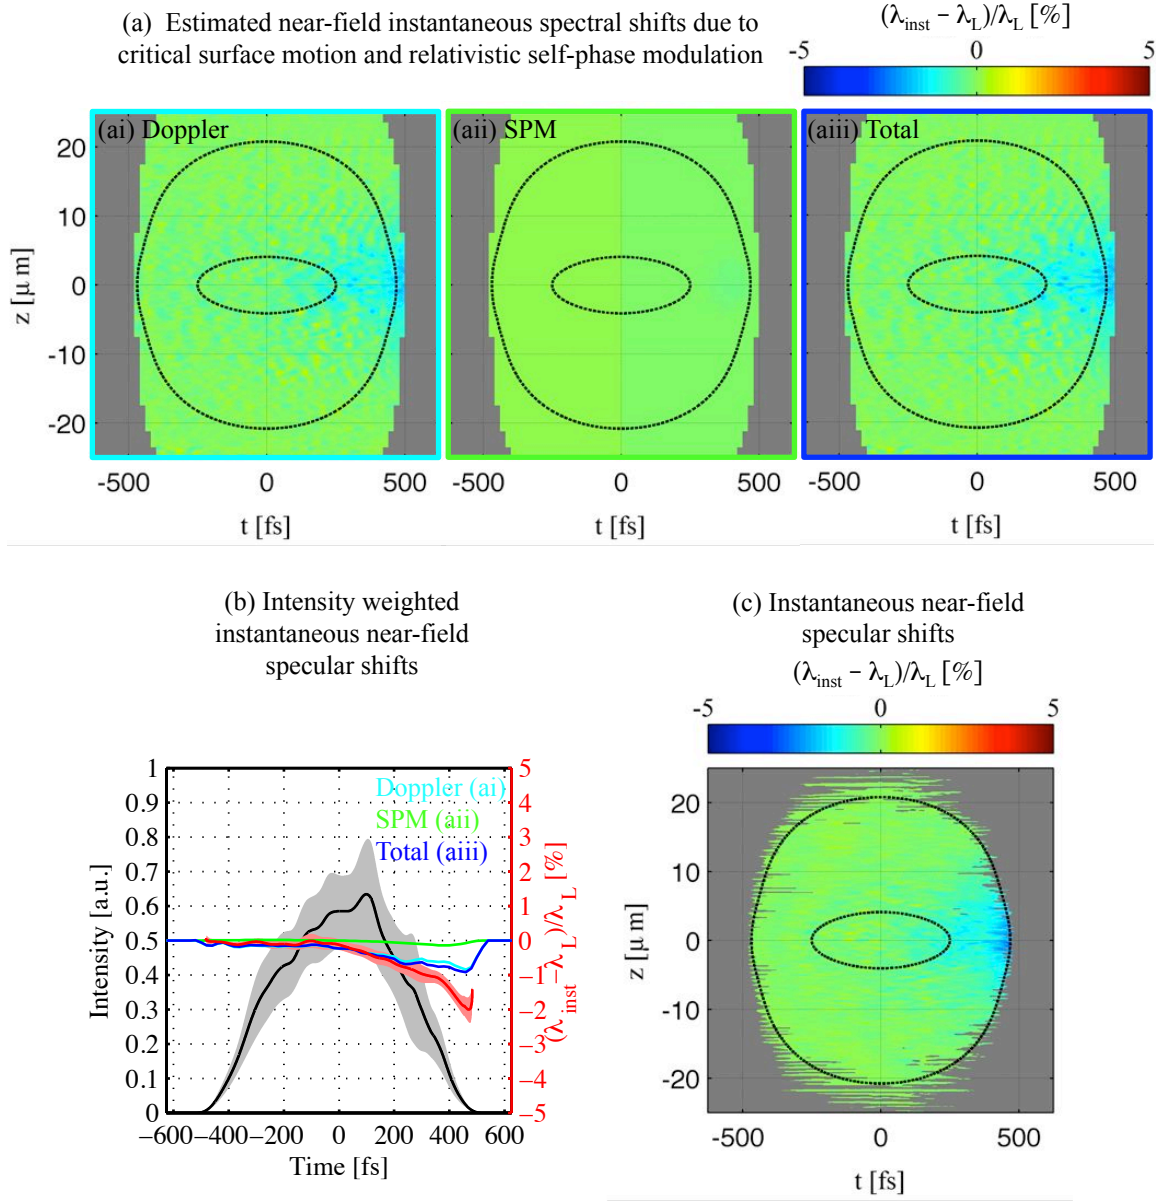 (a) Estimated near-field instantaneous spectral shifts due to
critical surface motion and relativistic self-phase modulation
(λinst − λL)/λL [%]
-5 0 5
(ai) Doppler
(aii) SPM
(aiii) Total
20
10
0
-10
-20
z [μ m]
-500 0 500
-500 0 500
-500 0 500
t [fs]
t [fs]
t [fs]
(b) Intensity weighted
instantaneous near-field
specular shifts
1
0.9
0.8
0.7
0.6
0.5
0.4
0.3
0.2
0.1
0
Intensity [a.u.]
Doppler (ai)
SPM (aii)
Total (aiii)
5
4
3
2
1
0
-1
-2
-3
-4
-5
(λinst −λL)/λL [%]
−600−400−200 0 200 400 600
Time [fs]
(c) Instantaneous near-field
specular shifts
(λinst − λL)/λL [%]
-5 0 5
20
10
0
-10
-20
z [μ m]
-500 0 500
t [fs]